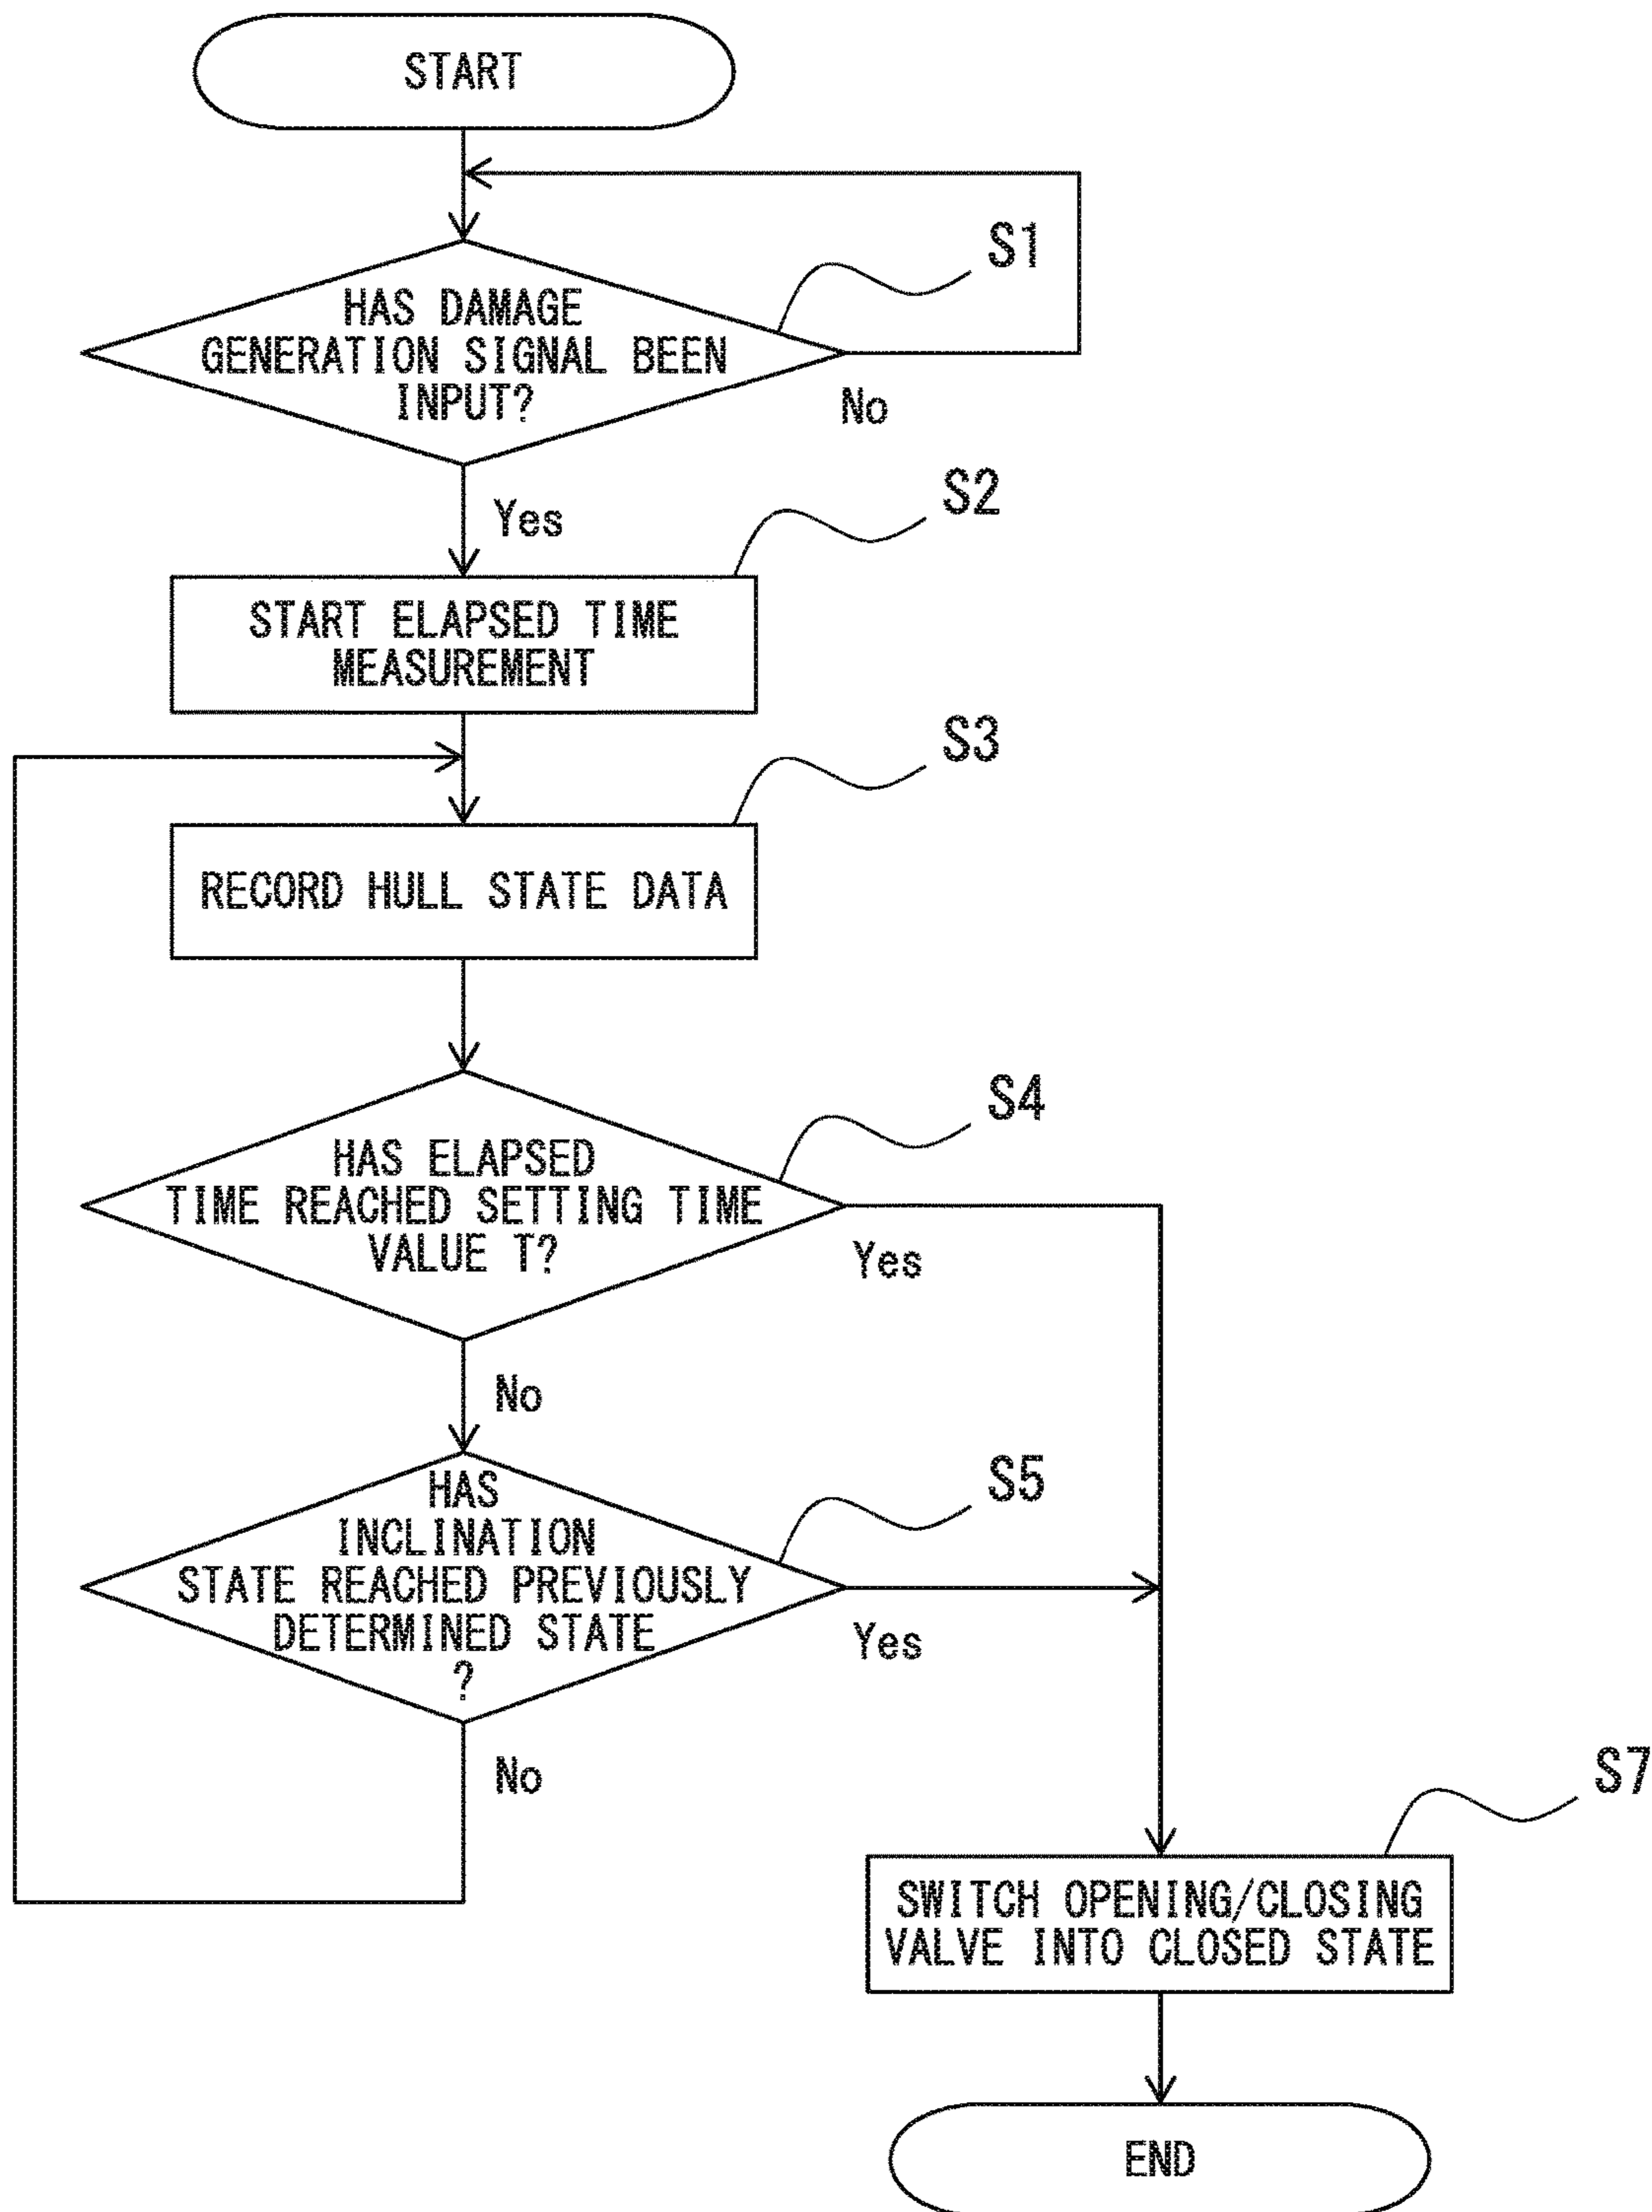 START
S1
HAS DAMAGE
GENERATION SIGNAL BEEN
INPUT?
No
Yes
S2
START ELAPSED TIME
MEASUREMENT
S3
RECORD HULL STATE DATA
S4
HAS ELAPSED
TIME REACHED SETTING TIME
VALUE T?
Yes
No
S5
HAS
INCLINATION
STATE REACHED PREVIOUSLY
DETERMINED STATE
?
Yes
No
S7
SWITCH OPENING/CLOSING
VALVE INTO CLOSED STATE
END